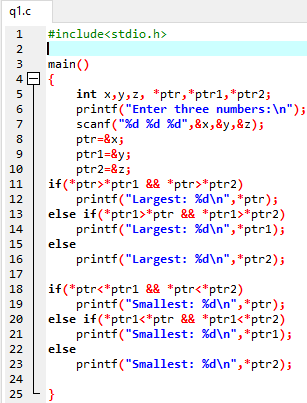 q1.c
1 #include<stdio.h>
2
3 main()
4 {
5 int x,y,z, *ptr,*ptr1,*ptr2;
6 printf("Enter three numbers:\n");
7 scanf("%d %d %d",&x,&y,&z);
8 ptr=&x;
9 ptr1=&y;
10 ptr2=&z;
11 if(*ptr>*ptr1 && *ptr>*ptr2)
12 printf("Largest: %d\n",*ptr);
13 else if(*ptr1>*ptr && *ptr1>*ptr2)
14 printf("Largest: %d\n",*ptr1);
15 else
16 printf("Largest: %d\n",*ptr2);
17
18 if(*ptr<*ptr1 && *ptr<*ptr2)
19 printf("Smallest: %d\n",*ptr);
20 else if(*ptr1<*ptr && *ptr1<*ptr2)
21 printf("Smallest: %d\n",*ptr1);
22 else
23 printf("Smallest: %d\n",*ptr2);
24
25 }